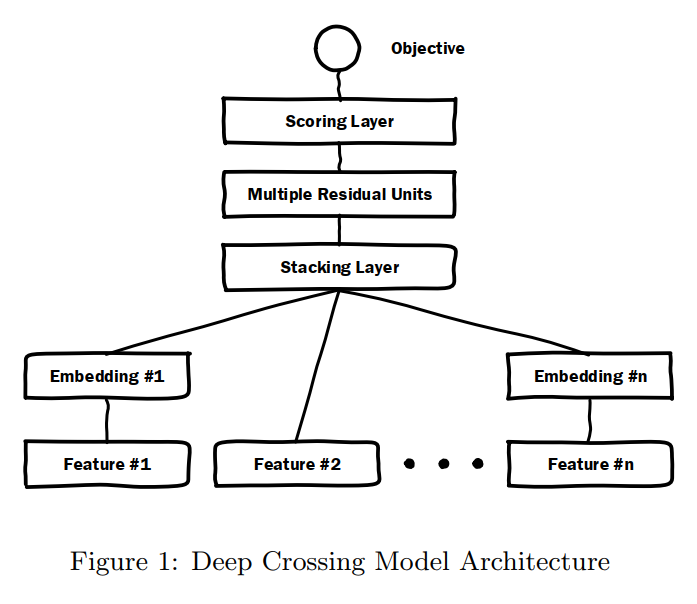 Objective
Scoring Layer
Multiple Residual Units
Stacking Layer
Embedding #1
Embedding #n
Feature #1
Feature #2
Feature #n
Figure 1: Deep Crossing Model Architecture